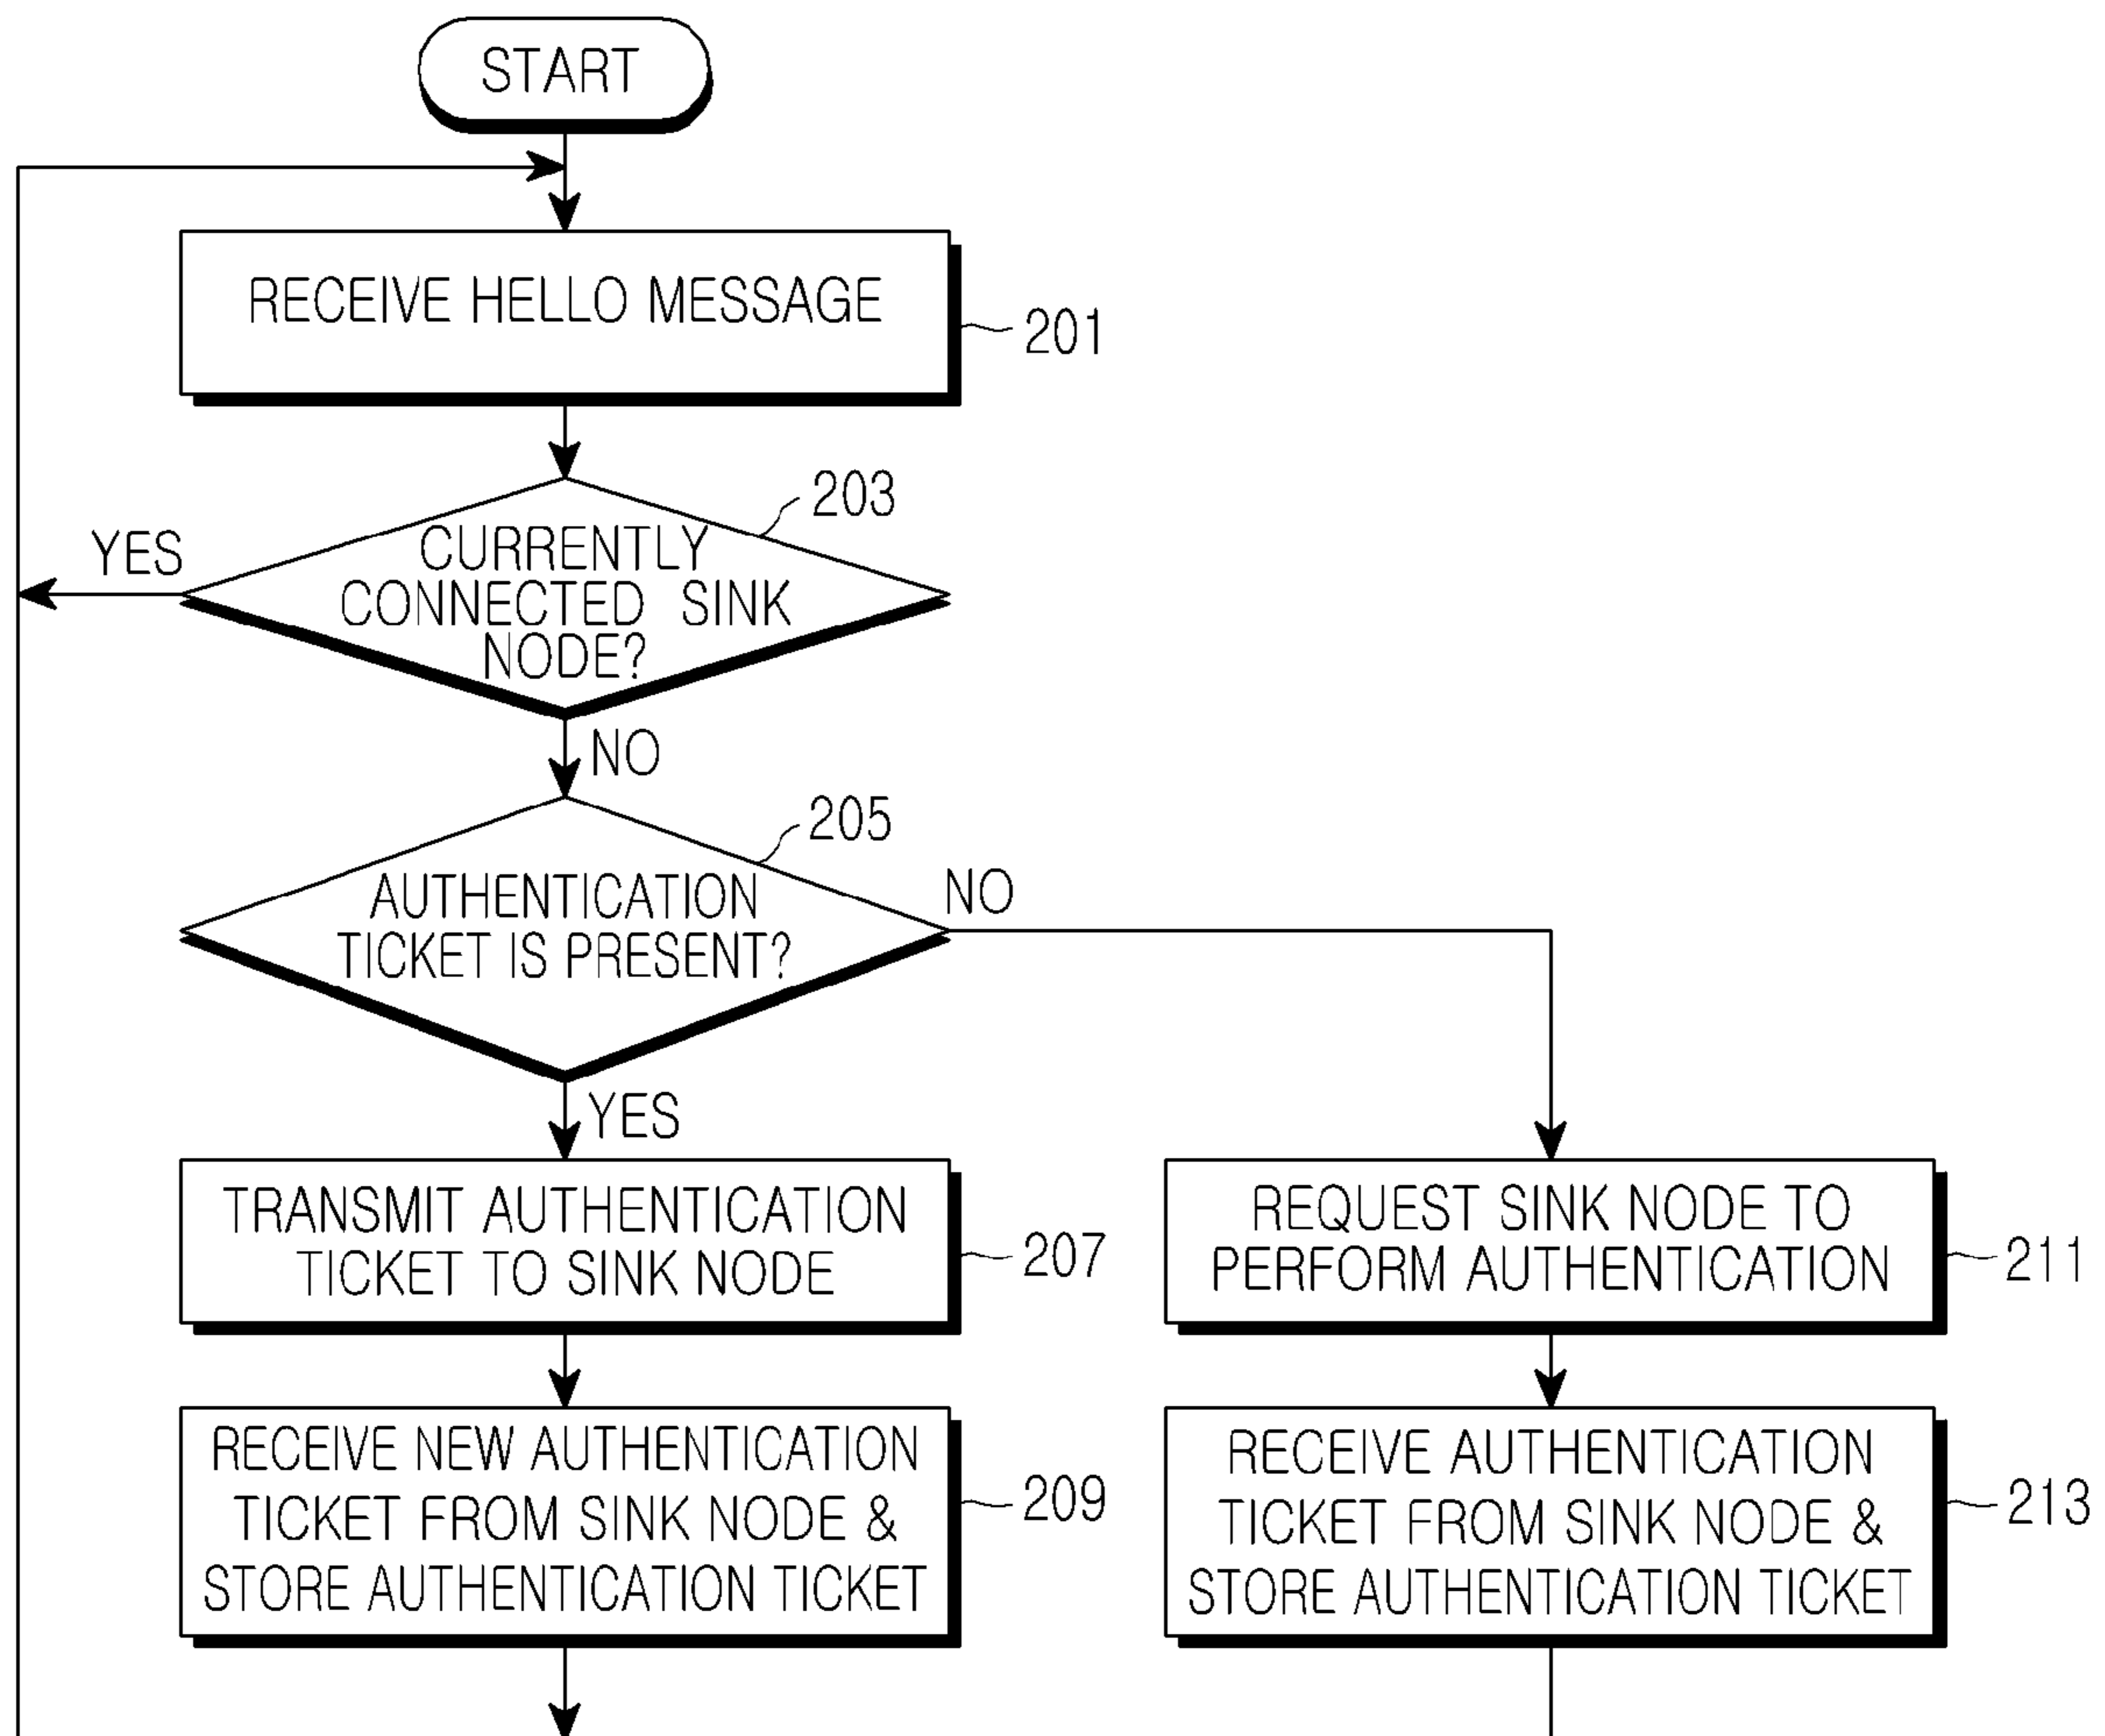 START
RECEIVE HELLO MESSAGE
201
203
YES
CURRENTLY
CONNECTED SINK
NODE?
NO
205
AUTHENTICATION
TICKET IS PRESENT?
NO
YES
TRANSMIT AUTHENTICATION
TICKET TO SINK NODE
207
REQUEST SINK NODE TO
PERFORM AUTHENTICATION
211
RECEIVE NEW AUTHENTICATION
TICKET FROM SINK NODE &
STORE AUTHENTICATION TICKET
209
RECEIVE AUTHENTICATION
TICKET FROM SINK NODE &
STORE AUTHENTICATION TICKET
213